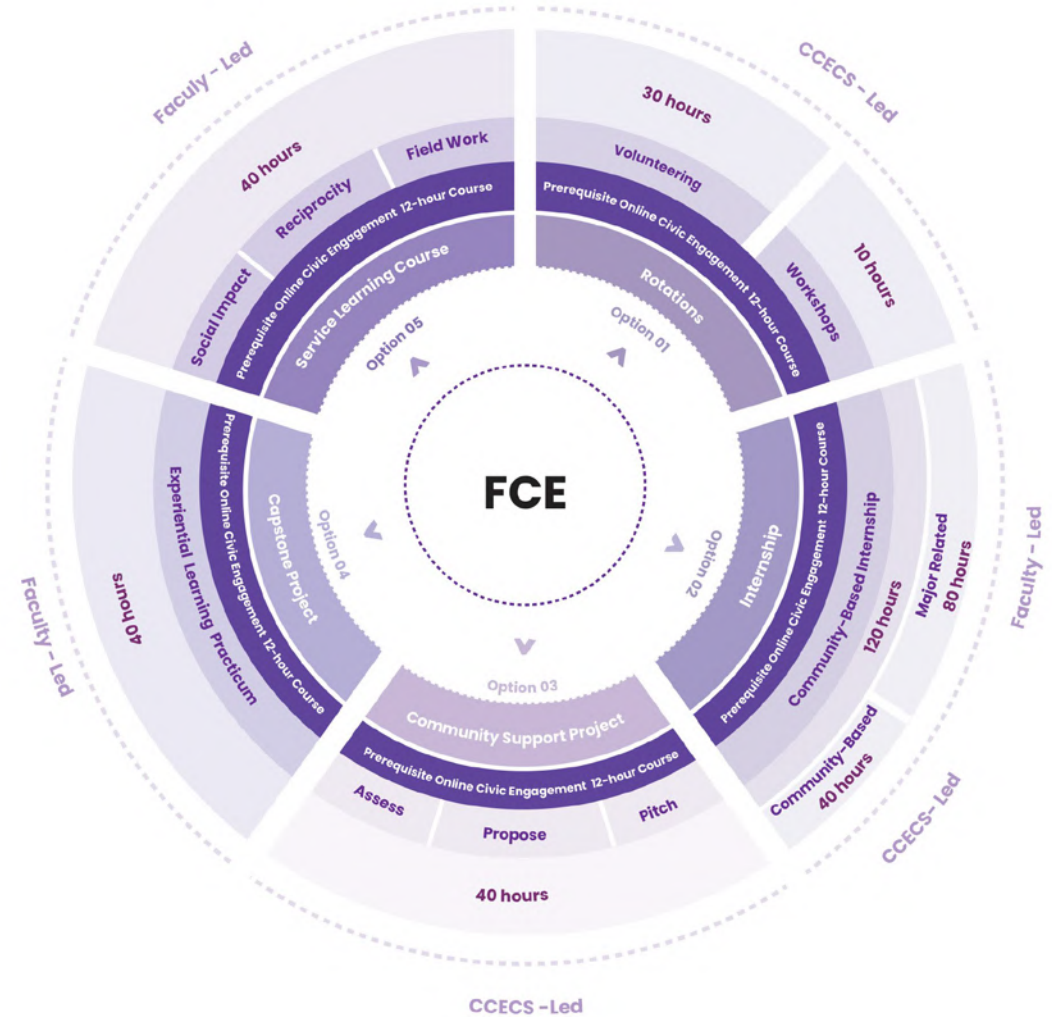 FCE
Option 01
Rotations
Prerequisite Online Civic Engagement 12-hour Course
Volunteering
30 hours
Workshops
10 hours
CCECS - Led
Option 02
Internship
Prerequisite Online Civic Engagement 12-hour Course
Community-Based Internship
120 hours
Major Related
80 hours
Faculty - Led
Community-Based
40 hours
CCECS- Led
Option 03
Community Support Project
Prerequisite Online Civic Engagement 12-hour Course
Assess
Propose
Pitch
40 hours
CCECS -Led
Option 04
Capstone Project
Prerequisite Online Civic Engagement 12-hour Course
Experiential Learning Practicum
40 hours
Faculty - Led
Option 05
Service Learning Course
Prerequisite Online Civic Engagement 12-hour Course
Social Impact
Reciprocity
Field Work
40 hours
Faculy - Led